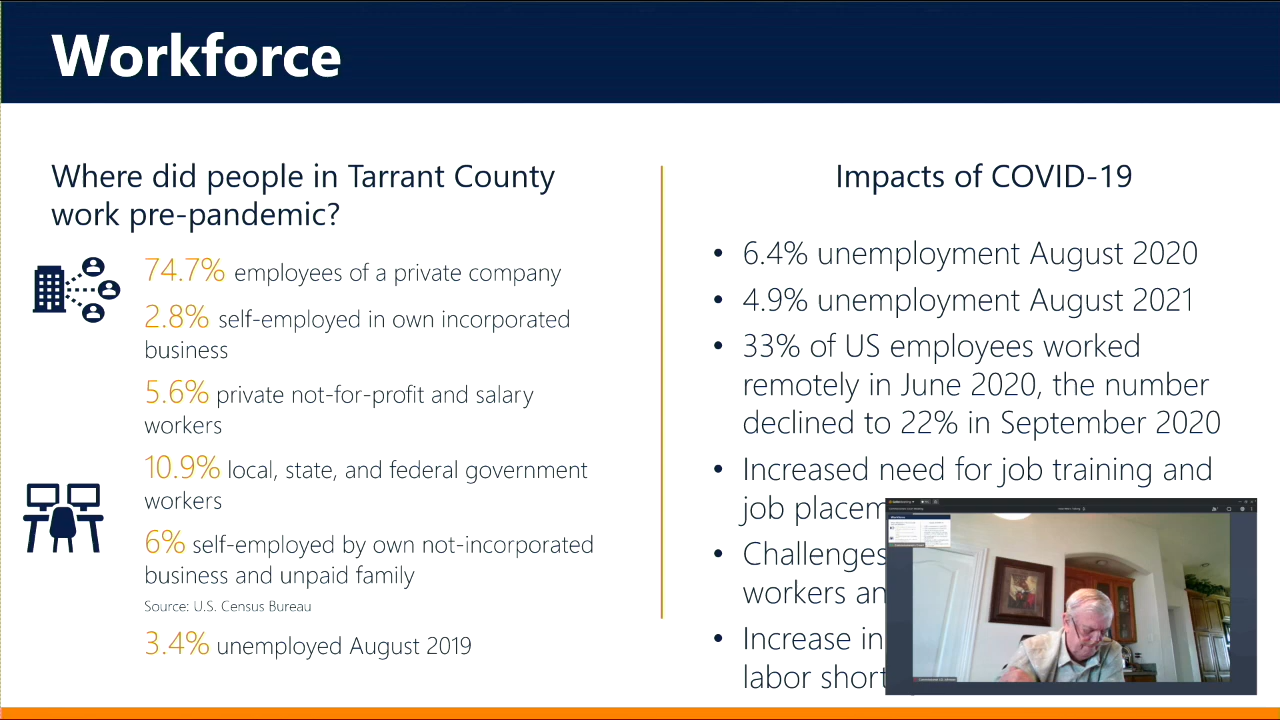 Workforce
Where did people in Tarrant County
work pre-pandemic?
74.7% employees of a private company
2.8% self-employed in own incorporated
business
5.6% private not-for-profit and salary
workers
10.9% local, state, and federal government
workers
6% self-employed by own not-incorporated
business and unpaid family
Source: U.S. Census Bureau
3.4% unemployed August 2019
Impacts of COVID-19
• 6.4% unemployment August 2020
• 4.9% unemployment August 2021
• 33% of US employees worked
remotely in June 2020, the number
declined to 22% in September 2020
• Increased need for job training and
job placem
• Challenges
workers an
• Increase in
labor short
Workforce